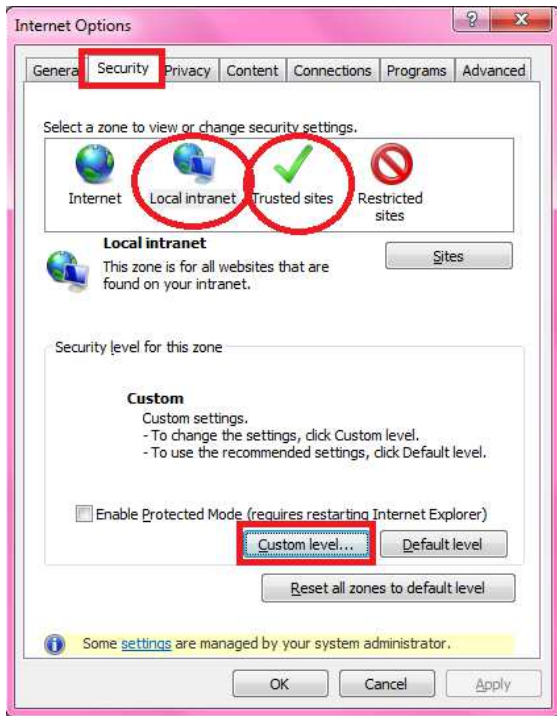 Internet Options
General Security Privacy Content Connections Programs Advanced
Select a zone to view or change security settings.
Internet Local intranet Trusted sites Restricted sites
Local intranet
Sites
This zone is for all websites that are
found on your intranet.
Security level for this zone
Custom
Custom settings.
- To change the settings, click Custom level.
- To use the recommended settings, click Default level.
Enable Protected Mode (requires restarting Internet Explorer)
Custom level... Default level
Reset all zones to default level
Some settings are managed by your system administrator.
OK Cancel Apply